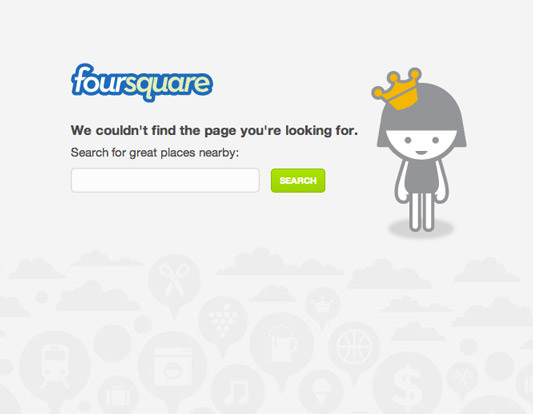 foursquare
We couldn't find the page you're looking for.
Search for great places nearby:
SEARCH
$